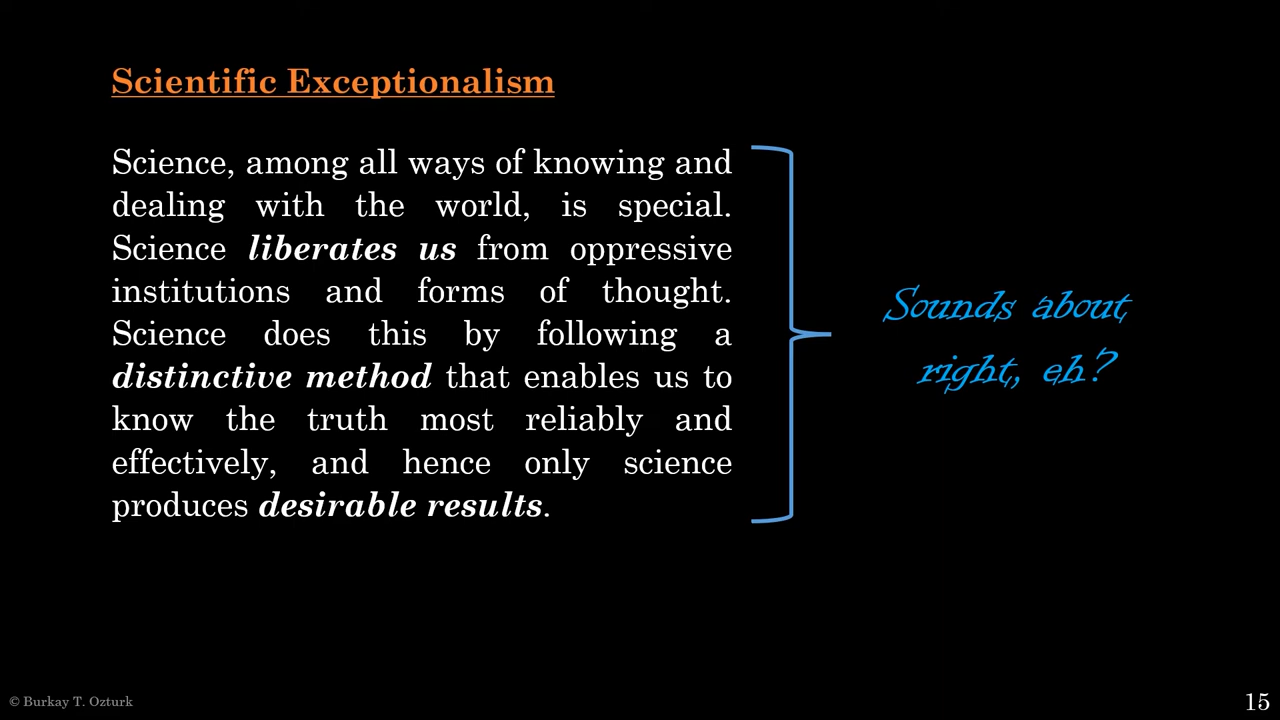 Scientific Exceptionalism
Science, among all ways of knowing and
dealing with the world, is special.
Science liberates us from oppressive
institutions and forms of thought.
Science does this by following a
distinctive method that enables us to
know the truth most reliably and
effectively, and hence only science
produces desirable results.
Sounds about
right, eh?
© Burkay T. Ozturk
15